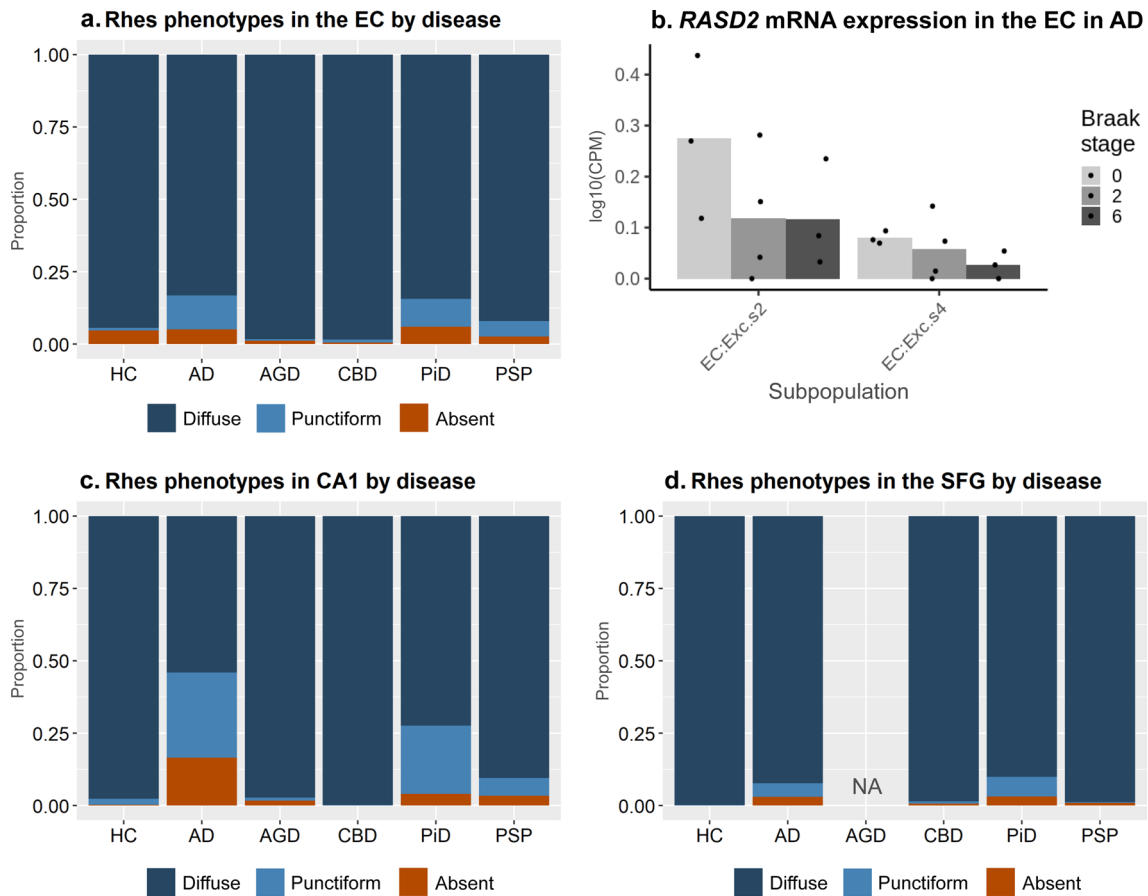 a. Rhes phenotypes in the EC by disease
1.00
0.75
0.50
0.25
0.00
Proportion
HC AD AGD CBD PiD PSP
Diffuse Punctiform Absent
b. RASD2 mRNA expression in the EC in AD
0.4
0.3
0.2
0.1
0.0
log10(CPM)
EC:Exc.s2
EC:Exc.s4
Subpopulation
Braak
stage
0
2
6
c. Rhes phenotypes in CA1 by disease
1.00
0.75
0.50
0.25
0.00
Proportion
HC AD AGD CBD PiD PSP
Diffuse Punctiform Absent
d. Rhes phenotypes in the SFG by disease
1.00
0.75
0.50
0.25
0.00
Proportion
NA
HC AD AGD CBD PiD PSP
Diffuse Punctiform Absent